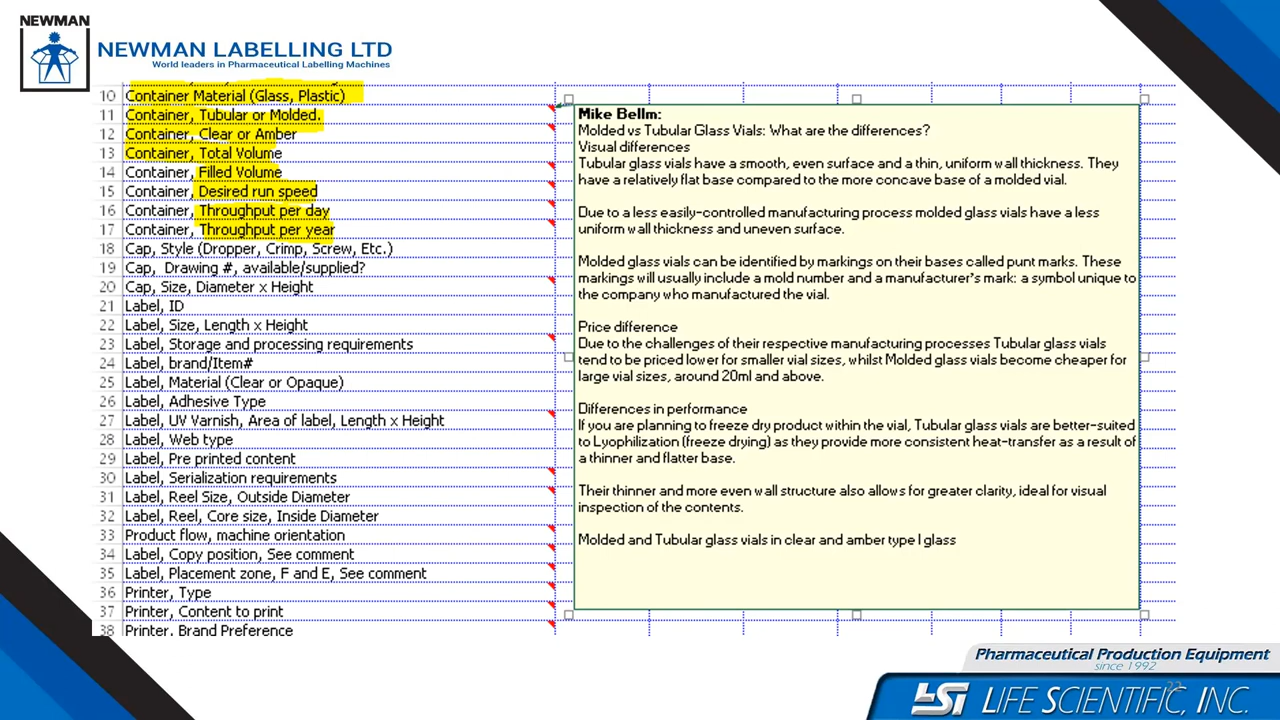 NEWMAN
NEWMAN LABELLING LTD
World leaders in Pharmaceutical Labelling Machines
10 Container Material (Glass, Plastic)
11 Container, Tubular or Molded.
12 Container, Clear or Amber
13 Container, Total Volume
14 Container, Filled Volume
15 Container, Desired run speed
16 Container, Throughput per day
17 Container, Throughput per year
18 Cap, Style (Dropper, Crimp, Screw, Etc.)
19 Cap, Drawing #, available/supplied?
20 Cap, Size, Diameter x Height
21 Label, ID
22 Label, Size, Length x Height
23 Label, Storage and processing requirements
24 Label, brand/Item#
25 Label, Material (Clear or Opaque)
26 Label, Adhesive Type
27 Label, UV Varnish, Area of label, Length x Height
28 Label, Web type
29 Label, Pre printed content
30 Label, Serialization requirements
31 Label, Reel Size, Outside Diameter
32 Label, Reel, Core size, Inside Diameter
33 Product flow, machine orientation
34 Label, Copy position, See comment
35 Label, Placement zone, F and E, See comment
36 Printer, Type
37 Printer, Content to print
38 Printer, Brand Preference
Mike Bellm:
Molded vs Tubular Glass Vials: What are the differences?
Visual differences
Tubular glass vials have a smooth, even surface and a thin, uniform wall thickness. They
have a relatively flat base compared to the more concave base of a molded vial.
Due to a less easily-controlled manufacturing process molded glass vials have a less
uniform wall thickness and uneven surface.
Molded glass vials can be identified by markings on their bases called punt marks. These
markings will usually include a mold number and a manufacturer's mark: a symbol unique to
the company who manufactured the vial.
Price difference
Due to the challenges of their respective manufacturing processes Tubular glass vials
tend to be priced lower for smaller vial sizes, whilst Molded glass vials become cheaper for
large vial sizes, around 20ml and above.
Differences in performance
If you are planning to freeze dry product within the vial, Tubular glass vials are better-suited
to Lyophilization (freeze drying) as they provide more consistent heat-transfer as a result of
a thinner and flatter base.
Their thinner and more even wall structure also allows for greater clarity, ideal for visual
inspection of the contents.
Molded and Tubular glass vials in clear and amber type I glass
Pharmaceutical Production Equipment
since 1992
22
LSI LIFE SCIENTIFIC, INC.